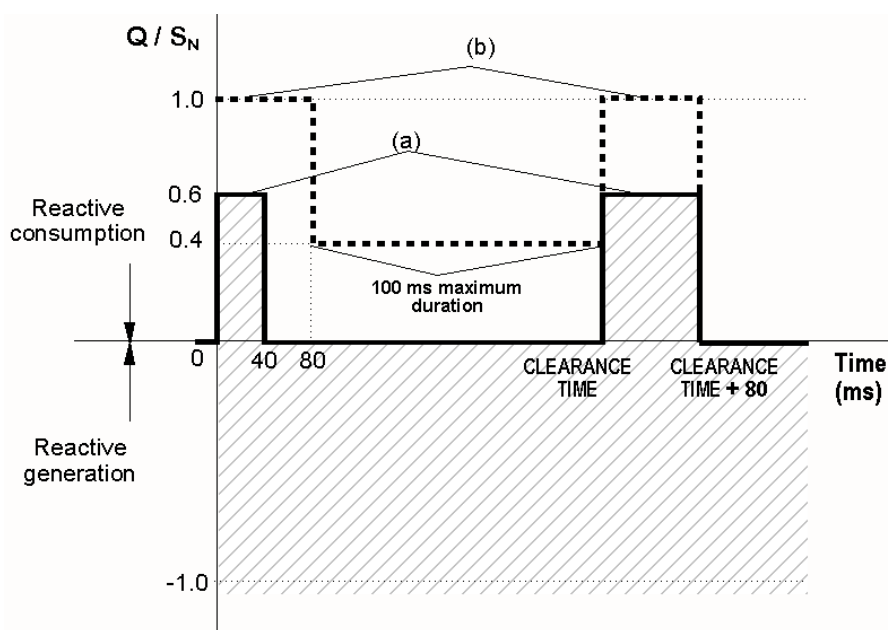 Q / SN
(b)
1.0
(a)
0.6
Reactive
consumption
0.4
100 ms maximum
duration
0
40
80
CLEARANCE
TIME
CLEARANCE
TIME + 80
Time
(ms)
Reactive
generation
-1.0